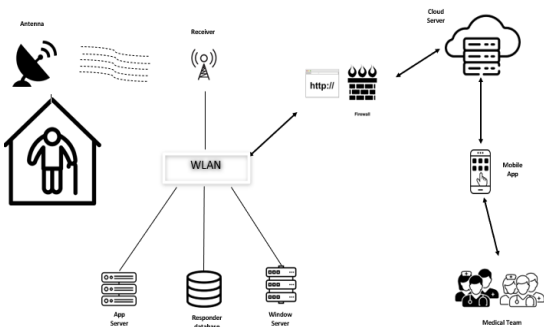 Antenna
Receiver
Cloud
Server
http://
Firewall
WLAN
Mobile
App
App
Server
Responder
database
Window
Server
Medical Team